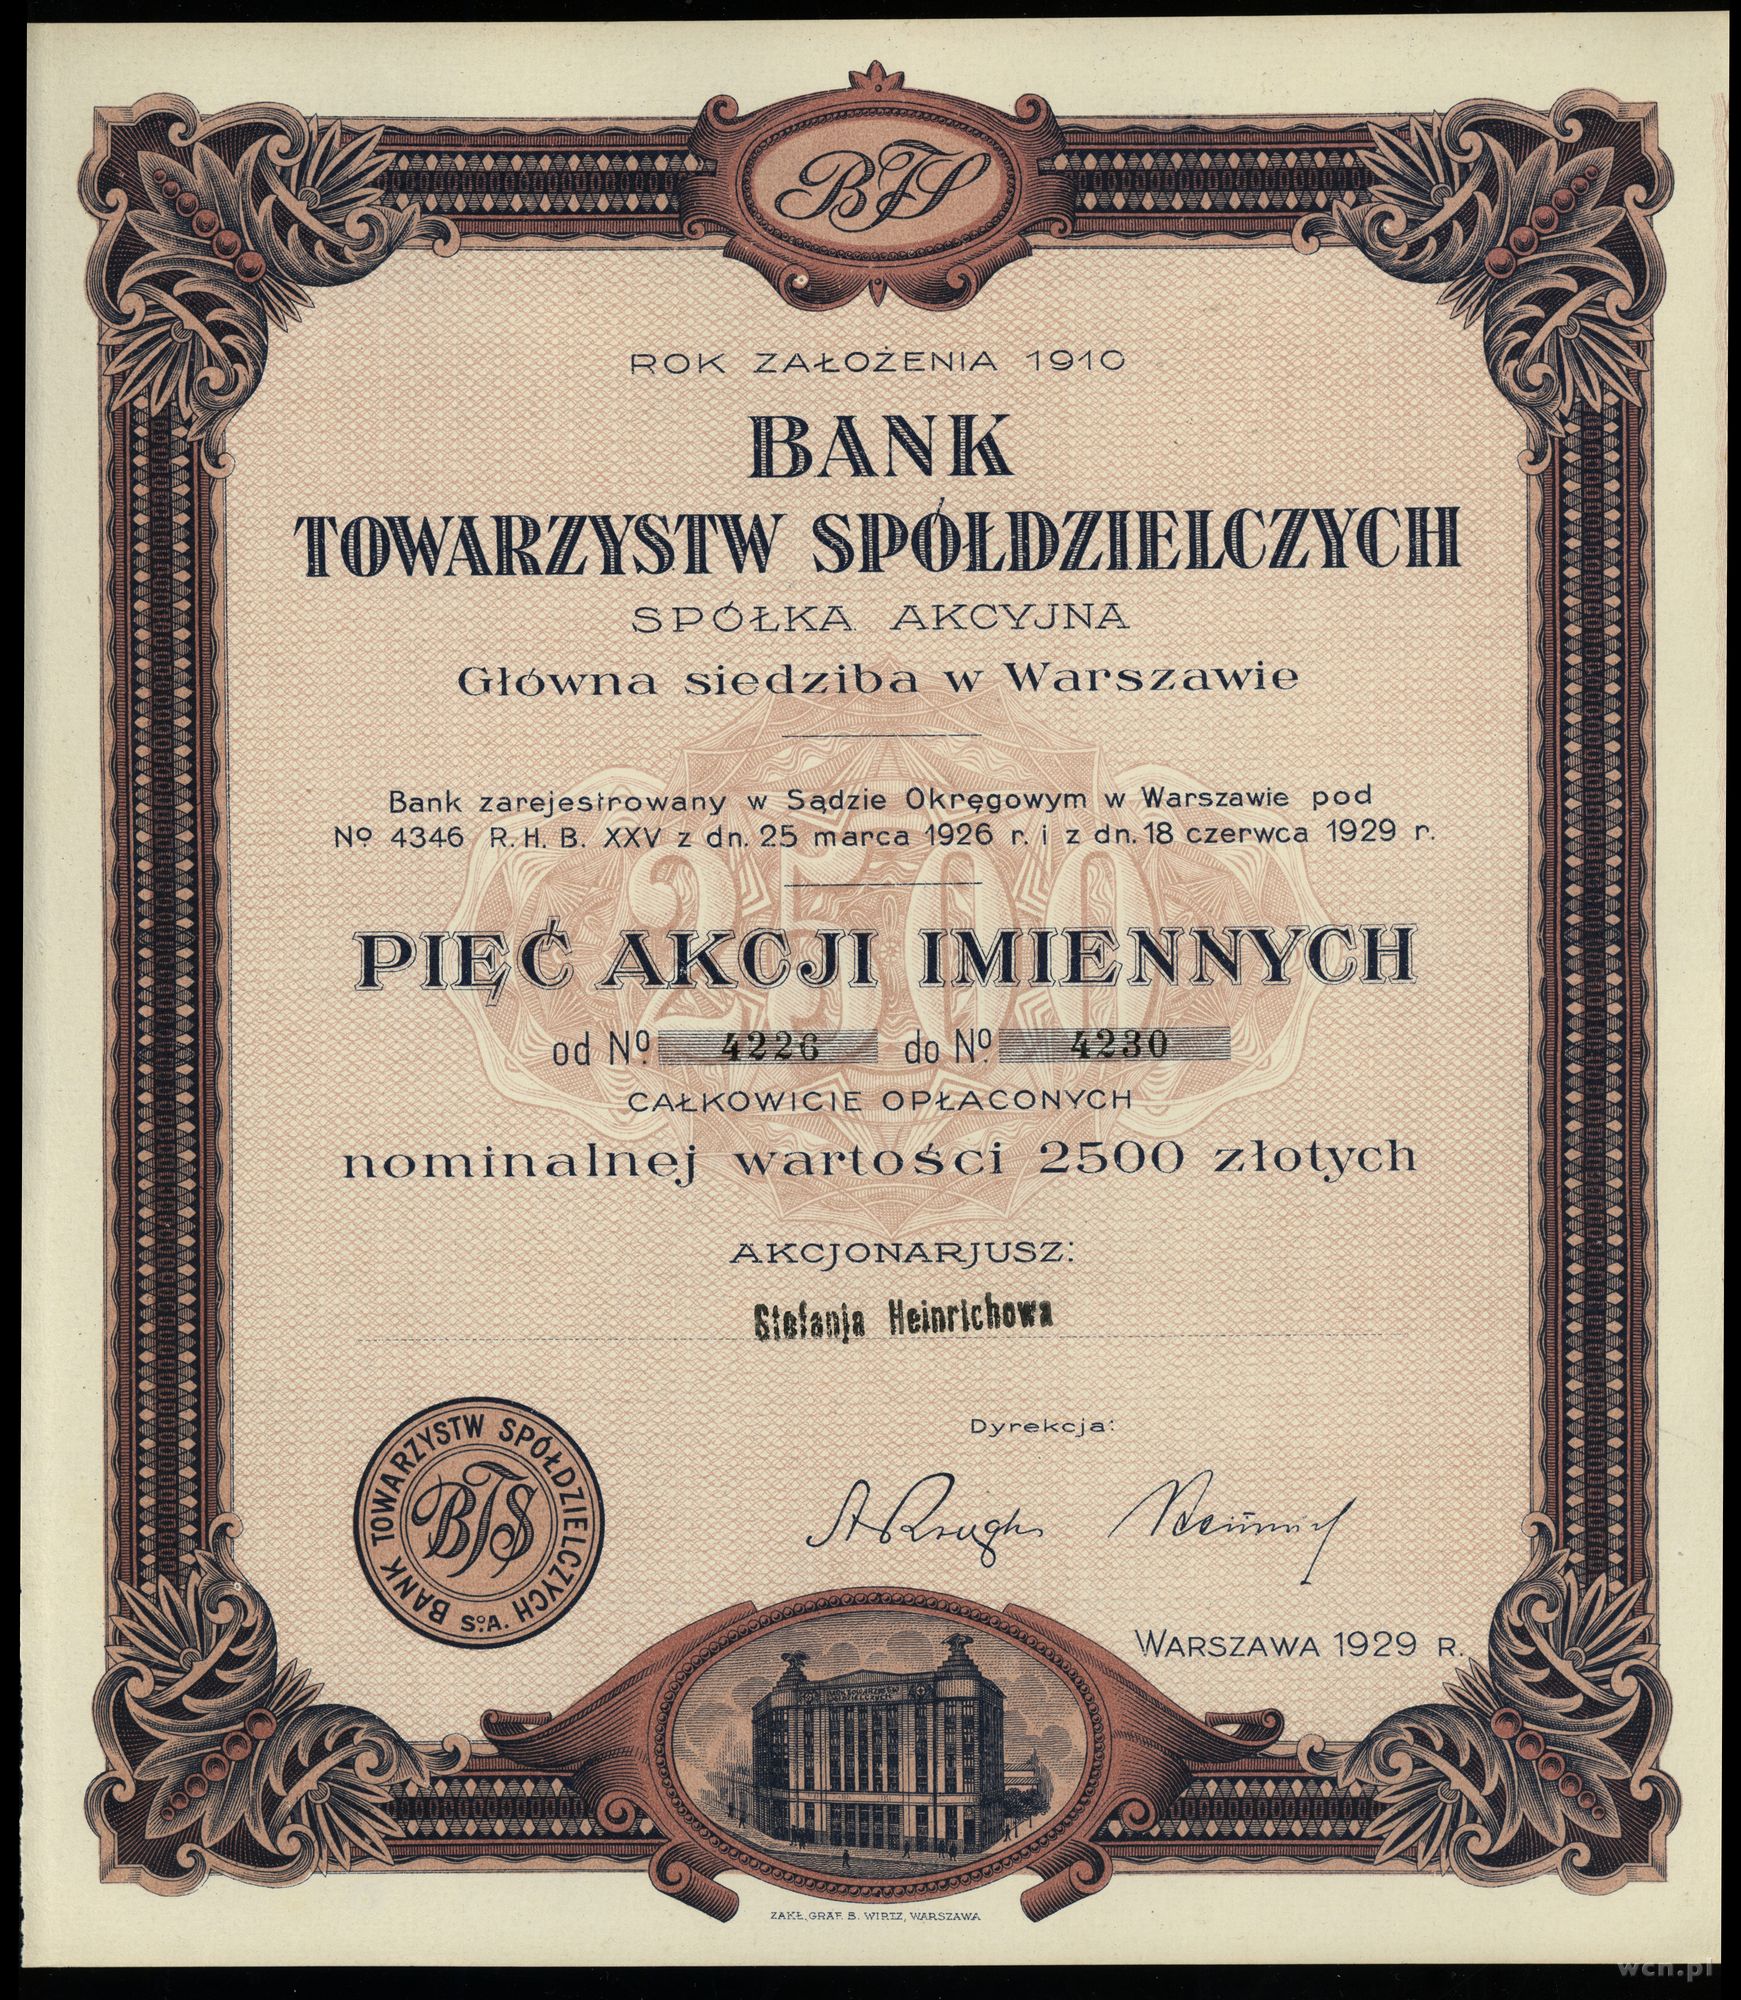 BTS
ROK ZAŁOŻENIA 1910
BANK
TOWARZYSTW SPÓŁDZIELCZYCH
SPÓŁKA AKCYJNA
Główna siedziba w Warszawie
Bank zarejestrowany w Sądzie Okręgowym w Warszawie pod
No 4346 R. H. B. XXV z dn. 25 marca 1926 r. i z dn. 18 czerwca 1929 r.
2500
PIĘĆ AKCJI IMIENNYCH
od No. 4226 do No. 4230
CAŁKOWICIE OPŁACONYCH
nominalnej wartości 2500 złotych
AKCJONARJUSZ:
Stefanja Heinrichowa
Dyrekcja:
BANK TOWARZYSTW SPÓŁDZIELCZYCH
S-A.
BTS
WARSZAWA 1929 R.
ZAKŁ. GRAF. B. WIRTZ, WARSZAWA
wcn.pl